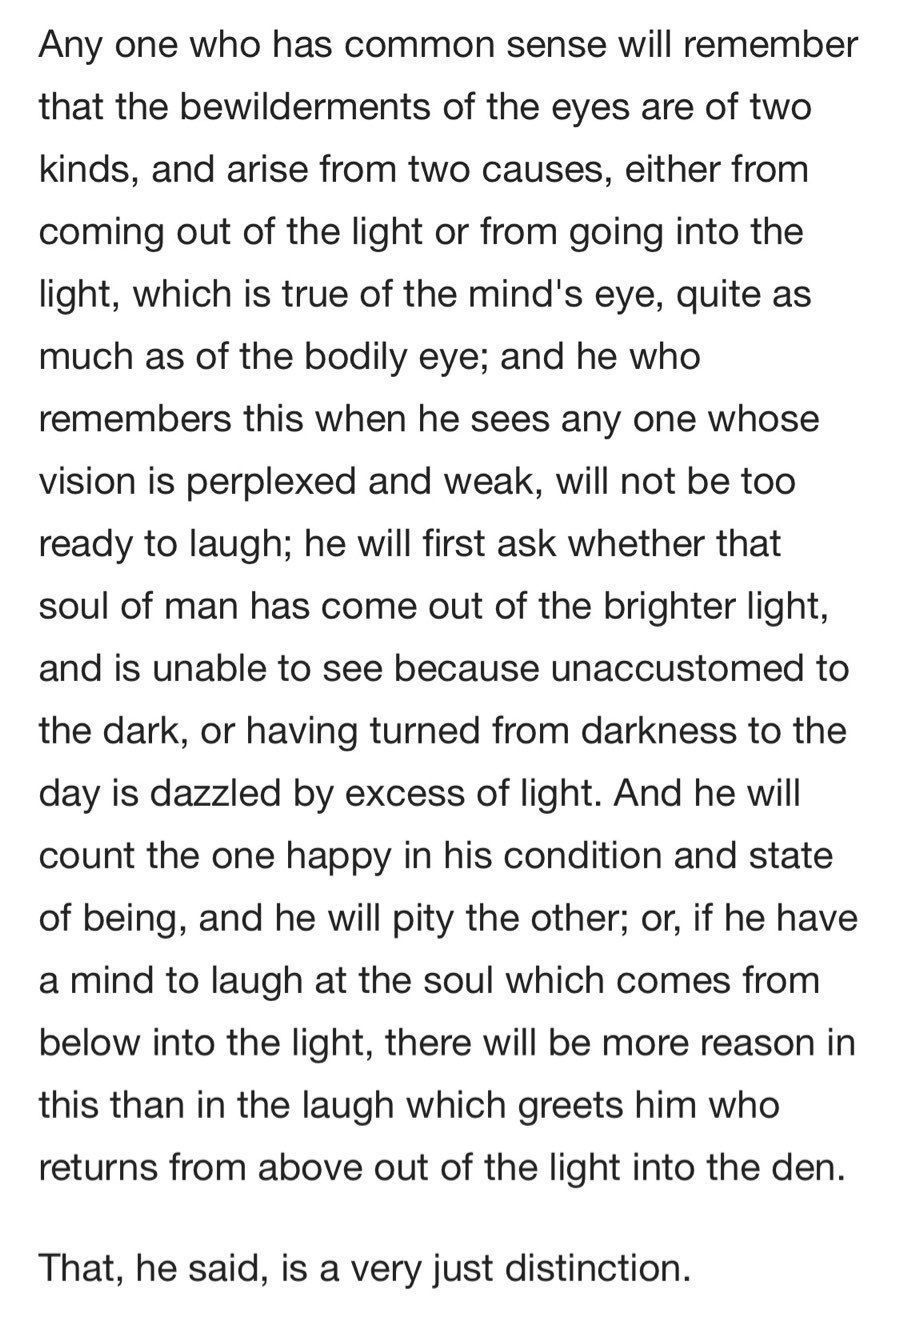 Any one who has common sense will remember
that the bewilderments of the eyes are of two
kinds, and arise from two causes, either from
coming out of the light or from going into the
light, which is true of the mind's eye, quite as
much as of the bodily eye; and he who
remembers this when he sees any one whose
vision is perplexed and weak, will not be too
ready to laugh; he will first ask whether that
soul of man has come out of the brighter light,
and is unable to see because unaccustomed to
the dark, or having turned from darkness to the
day is dazzled by excess of light. And he will
count the one happy in his condition and state
of being, and he will pity the other; or, if he have
a mind to laugh at the soul which comes from
below into the light, there will be more reason in
this than in the laugh which greets him who
returns from above out of the light into the den.
That, he said, is a very just distinction.